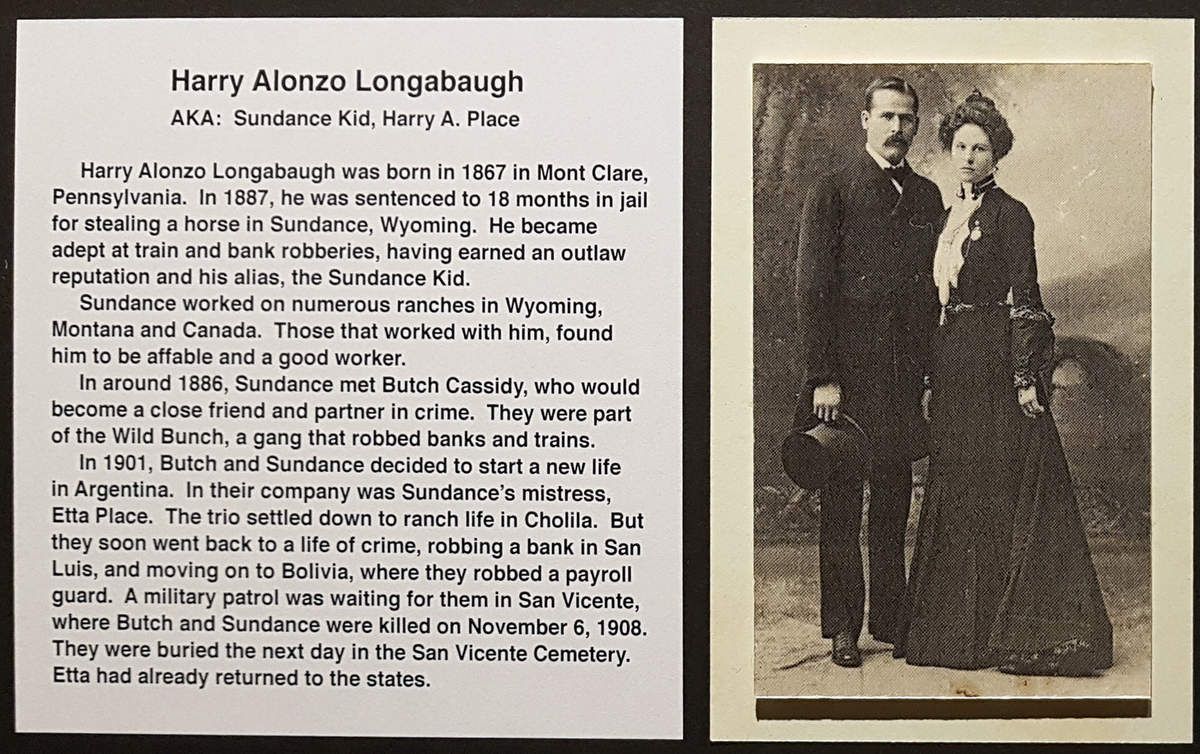 Harry Alonzo Longabaugh
AKA: Sundance Kid, Harry A. Place
Harry Alonzo Longabaugh was born in 1867 in Mont Clare,
Pennsylvania. In 1887, he was sentenced to 18 months in jail
for stealing a horse in Sundance, Wyoming. He became
adept at train and bank robberies, having earned an outlaw
reputation and his alias, the Sundance Kid.
Sundance worked on numerous ranches in Wyoming,
Montana and Canada. Those that worked with him, found
him to be affable and a good worker.
In around 1886, Sundance met Butch Cassidy, who would
become a close friend and partner in crime. They were part
of the Wild Bunch, a gang that robbed banks and trains.
In 1901, Butch and Sundance decided to start a new life
in Argentina. In their company was Sundance's mistress,
Etta Place. The trio settled down to ranch life in Cholila. But
they soon went back to a life of crime, robbing a bank in San
Luis, and moving on to Bolivia, where they robbed a payroll
guard. A military patrol was waiting for them in San Vicente,
where Butch and Sundance were killed on November 6, 1908.
They were buried the next day in the San Vicente Cemetery.
Etta had already returned to the states.